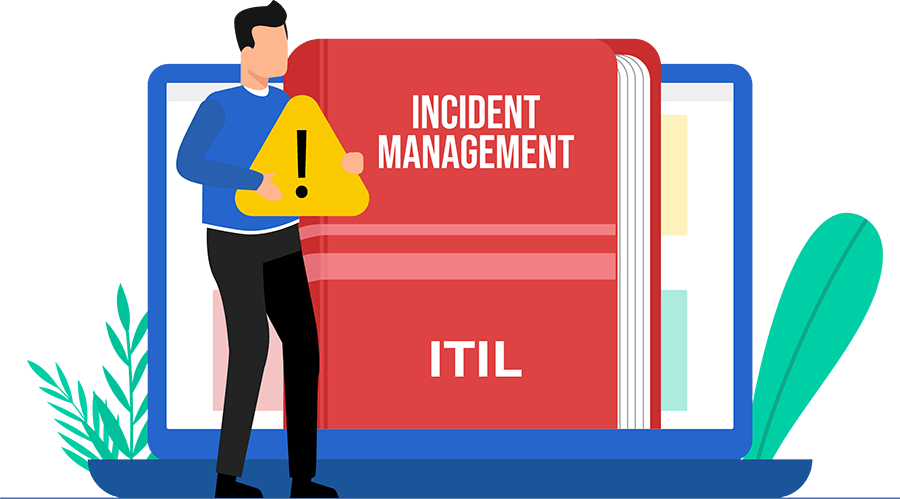 INCIDENT
MANAGEMENT
!
ITIL